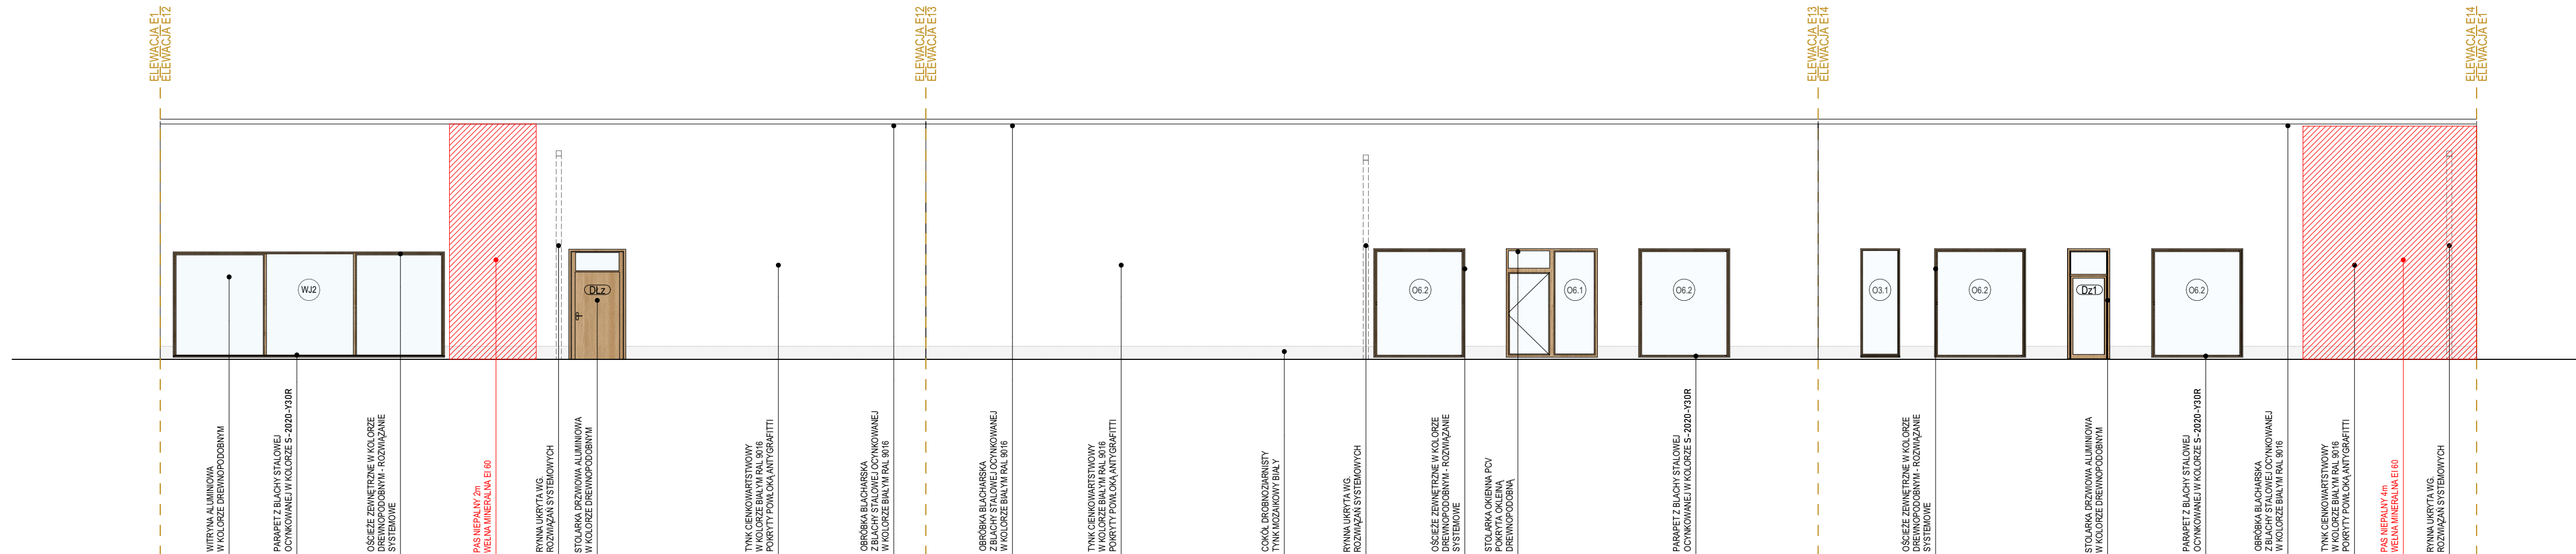 ELEWACJA E1
ELEWACJA E12
ELEWACJA E12
ELEWACJA E13
ELEWACJA E13
ELEWACJA E14
ELEWACJA E14
ELEWACJA E1
WJ2
DŁz
O6.2
O6.1
O6.2
O3.1
O6.2
Dz1
O6.2
WITRYNA ALUMINIOWA
W KOLORZE DREWNOPODOBNYM
PARAPET Z BLACHY STALOWEJ
OCYNKOWANEJ W KOLORZE S-2020-Y30R
OŚCIEŻE ZEWNĘTRZNE W KOLORZE
DREWNOPODOBNYM - ROZWIĄZANIE
SYSTEMOWE
PAS NIEPALNY 2m
WEŁNA MINERALNA EI 60
RYNNA UKRYTA WG.
ROZWIĄZAŃ SYSTEMOWYCH
STOLARKA DRZWIOWA ALUMINIOWA
W KOLORZE DREWNOPODOBNYM
TYNK CIENKOWARSTWOWY
W KOLORZE BIAŁYM RAL 9016
POKRYTY POWŁOKĄ ANTYGRAFITTI
OBRÓBKA BLACHARSKA
Z BLACHY STALOWEJ OCYNKOWANEJ
W KOLORZE BIAŁYM RAL 9016
OBRÓBKA BLACHARSKA
Z BLACHY STALOWEJ OCYNKOWANEJ
W KOLORZE BIAŁYM RAL 9016
TYNK CIENKOWARSTWOWY
W KOLORZE BIAŁYM RAL 9016
POKRYTY POWŁOKĄ ANTYGRAFITTI
COKÓŁ DROBNOZIARNISTY
TYNK MOZAIKOWY BIAŁY
RYNNA UKRYTA WG.
ROZWIĄZAŃ SYSTEMOWYCH
OŚCIEŻE ZEWNĘTRZNE W KOLORZE
DREWNOPODOBNYM - ROZWIĄZANIE
SYSTEMOWE
STOLARKA OKIENNA PCV
POKRYTA OKLEINĄ
DREWNOPODOBNĄ
PARAPET Z BLACHY STALOWEJ
OCYNKOWANEJ W KOLORZE S-2020-Y30R
OŚCIEŻE ZEWNĘTRZNE W KOLORZE
DREWNOPODOBNYM - ROZWIĄZANIE
SYSTEMOWE
STOLARKA DRZWIOWA ALUMINIOWA
W KOLORZE DREWNOPODOBNYM
PARAPET Z BLACHY STALOWEJ
OCYNKOWANEJ W KOLORZE S-2020-Y30R
OBRÓBKA BLACHARSKA
Z BLACHY STALOWEJ OCYNKOWANEJ
W KOLORZE BIAŁYM RAL 9016
TYNK CIENKOWARSTWOWY
W KOLORZE BIAŁYM RAL 9016
POKRYTY POWŁOKĄ ANTYGRAFITTI
PAS NIEPALNY 4m
WEŁNA MINERALNA EI 60
RYNNA UKRYTA WG.
ROZWIĄZAŃ SYSTEMOWYCH